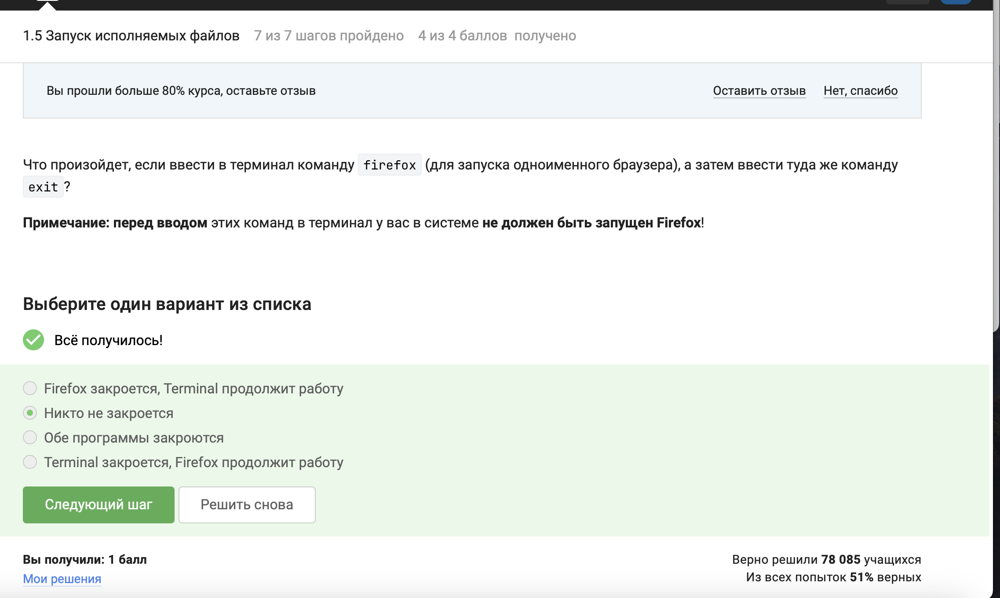 1.5 Запуск исполняемых файлов 7 из 7 шагов пройдено 4 из 4 баллов получено
Вы прошли больше 80% курса, оставьте отзыв Оставить отзыв Нет, спасибо
Что произойдет, если ввести в терминал команду firefox (для запуска одноименного браузера), а затем ввести туда же команду
exit?
Примечание: перед вводом этих команд в терминал у вас в системе не должен быть запущен Firefox!
Выберите один вариант из списка
Всё получилось!
Firefox закроется, Terminal продолжит работу
Никто не закроется
Обе программы закроются
Terminal закроется, Firefox продолжит работу
Следующий шаг Решить снова
Вы получили: 1 балл Верно решили 78 085 учащихся
Мои решения Из всех попыток 51% верных